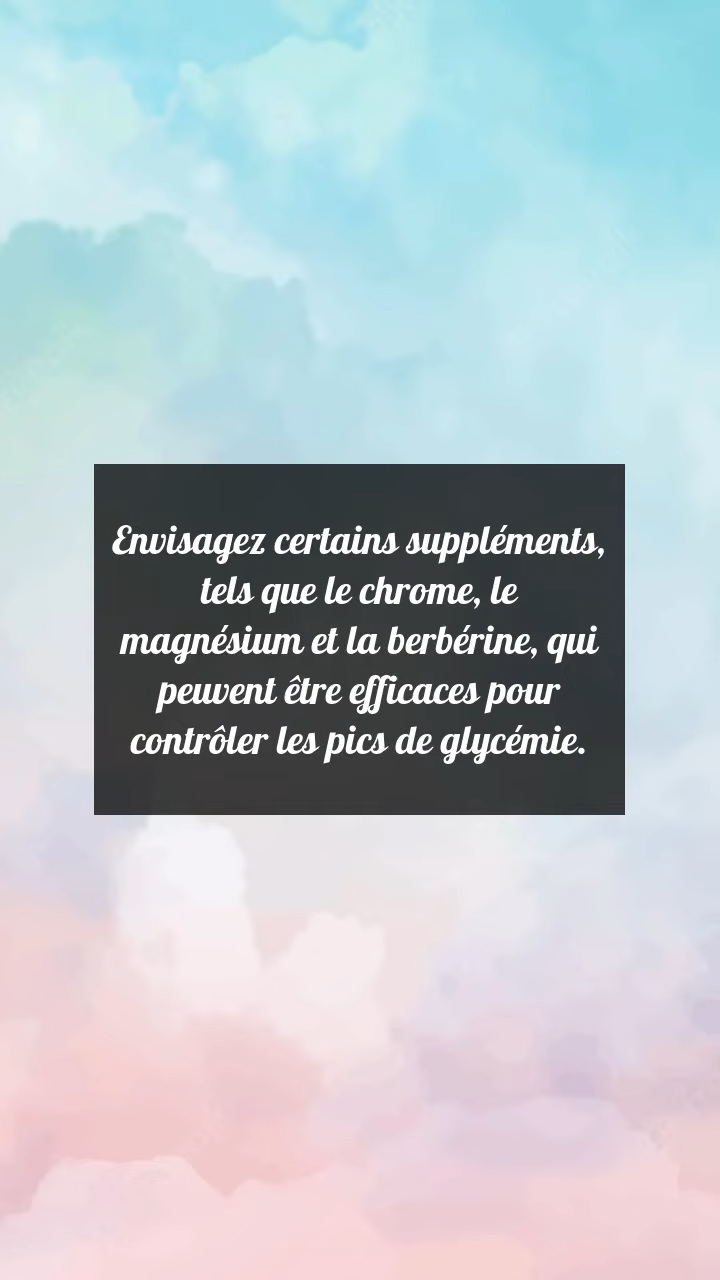 Envisagez certains suppléments,
tels que le chrome, le
magnésium et la berbérine, qui
peuvent être efficaces pour
contrôler les pics de glycémie.